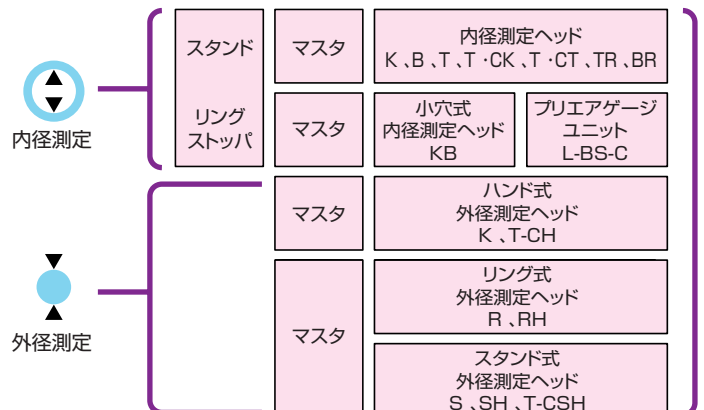 内径測定
スタンド
リング
ストッパ
マスタ
内径測定ヘッド
K 、B 、T 、T ･CK 、T ･CT 、TR 、BR
マスタ
小穴式
内径測定ヘッド
KB
プリエアゲージ
ユニット
L-BS-C
外径測定
マスタ
ハンド式
外径測定ヘッド
K 、T-CH
マスタ
リング式
外径測定ヘッド
R 、RH
スタンド式
外径測定ヘッド
S 、SH 、T-CSH